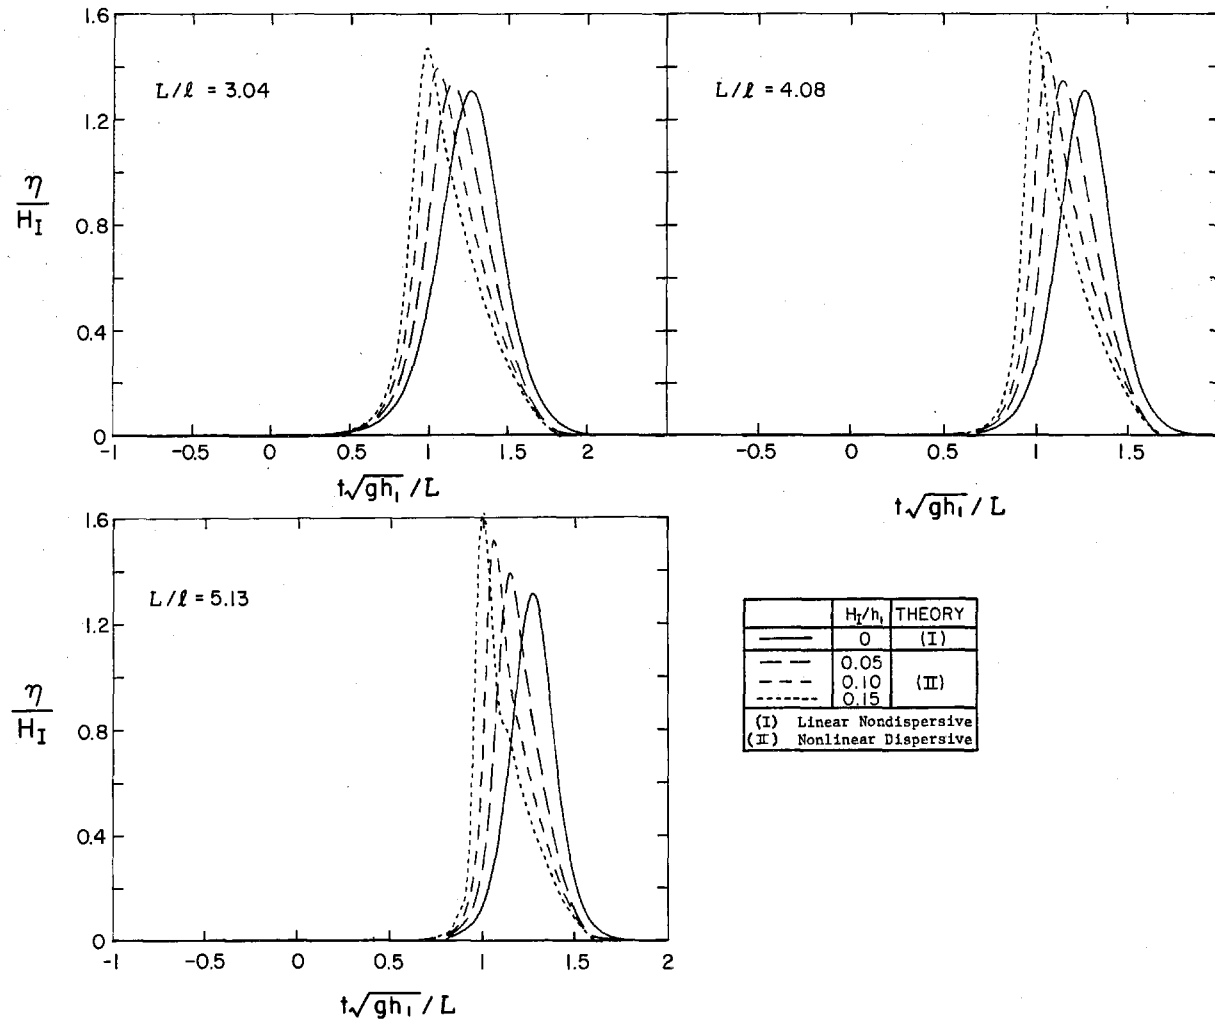 1.6
1.2
0.8
0.4
0
η/H_I
L/ℓ = 3.04
-1 -0.5 0 0.5 1 1.5 2
t√gh₁/L
L/ℓ = 4.08
-0.5 0 0.5 1 1.5
t√gh₁/L
1.6
1.2
0.8
0.4
0
η/H_I
L/ℓ = 5.13
-1 -0.5 0 0.5 1 1.5 2
t√gh₁/L
H_I/h₁ THEORY
0 (I)
0.05
0.10 (II)
0.15
(I) Linear Nondispersive
(II) Nonlinear Dispersive